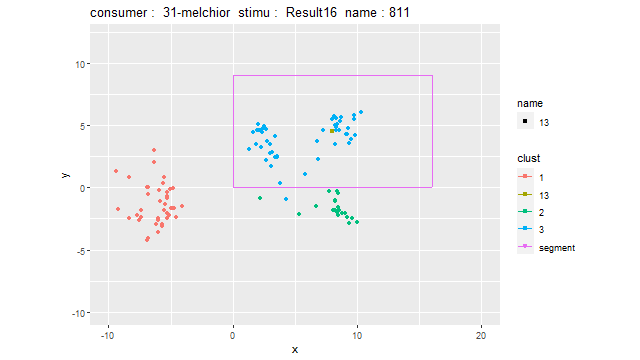 consumer :  31-melchior  stimu :  Result16  name : 811
10
5
0
-5
-10
y
-10
0
10
20
x
name
13
clust
1
13
2
3
segment